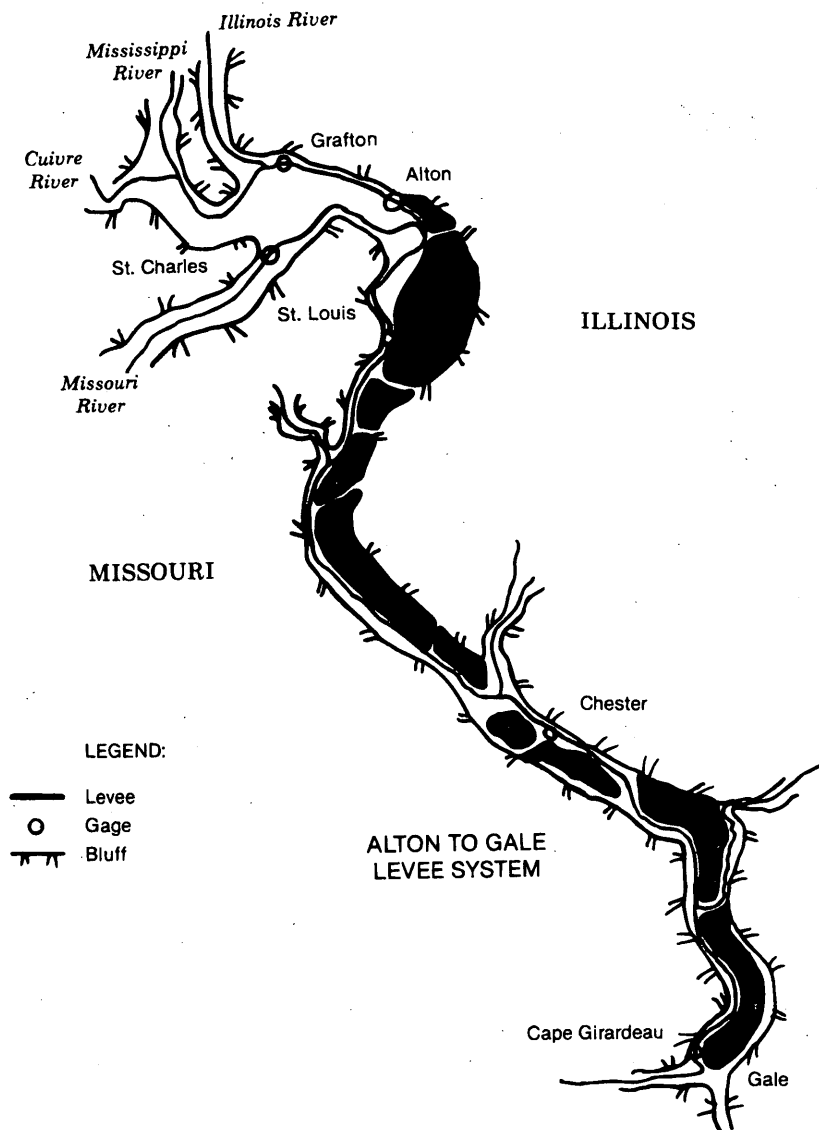 Illinois River
Mississippi
River
Grafton
Cuivre
River
Alton
St. Charles
St. Louis
ILLINOIS
Missouri
River
MISSOURI
Chester
LEGEND:
Levee
Gage
Bluff
ALTON TO GALE
LEVEE SYSTEM
Cape Girardeau
Gale